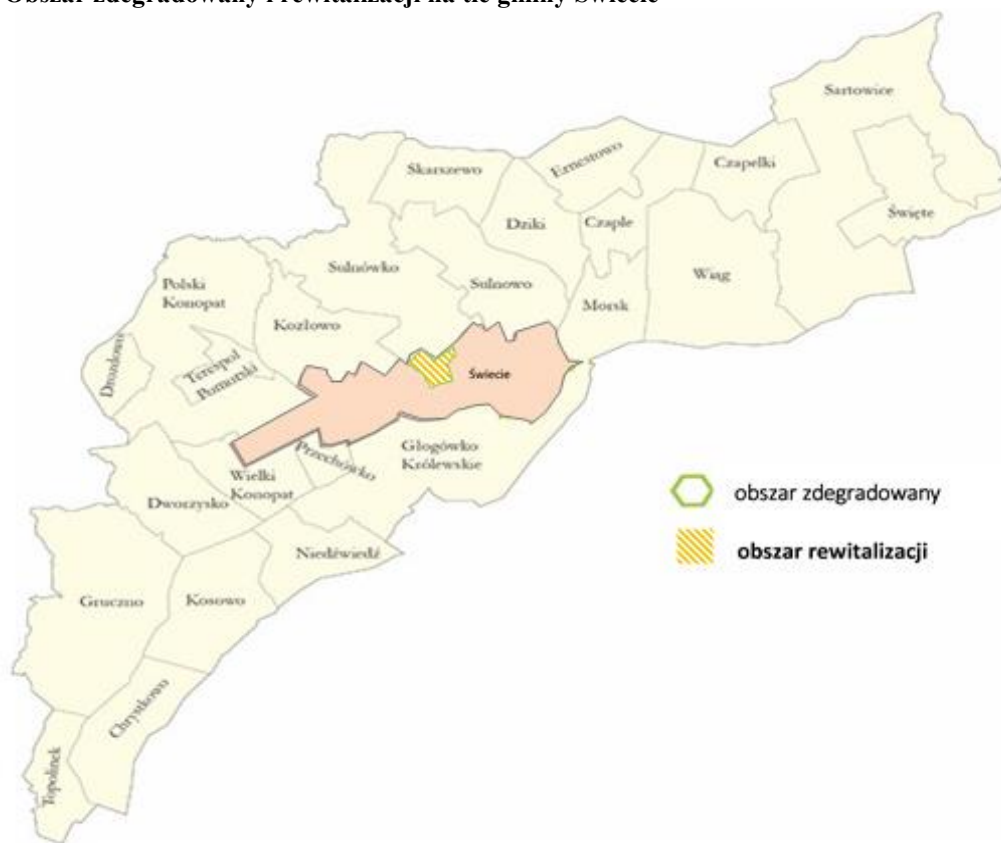 Obszar zdegradowany i rewitalizacji na tle gminy Świecie
Sartowice
Ernestowo
Skarszewo
Czapelki
Święte
Dziki
Czaple
Sulnówko
Wiąg
Polski
Konopat
Sulnowo
Morsk
Kozłowo
Drozdowo
Terespol
Pomorski
Świecie
Głogówko
Królewskie
Przechówko
Wielki
Konopat
Dworzysko
obszar zdegradowany
obszar rewitalizacji
Niedźwiedź
Gruczno
Kosowo
Chrystkowo
Topolinek